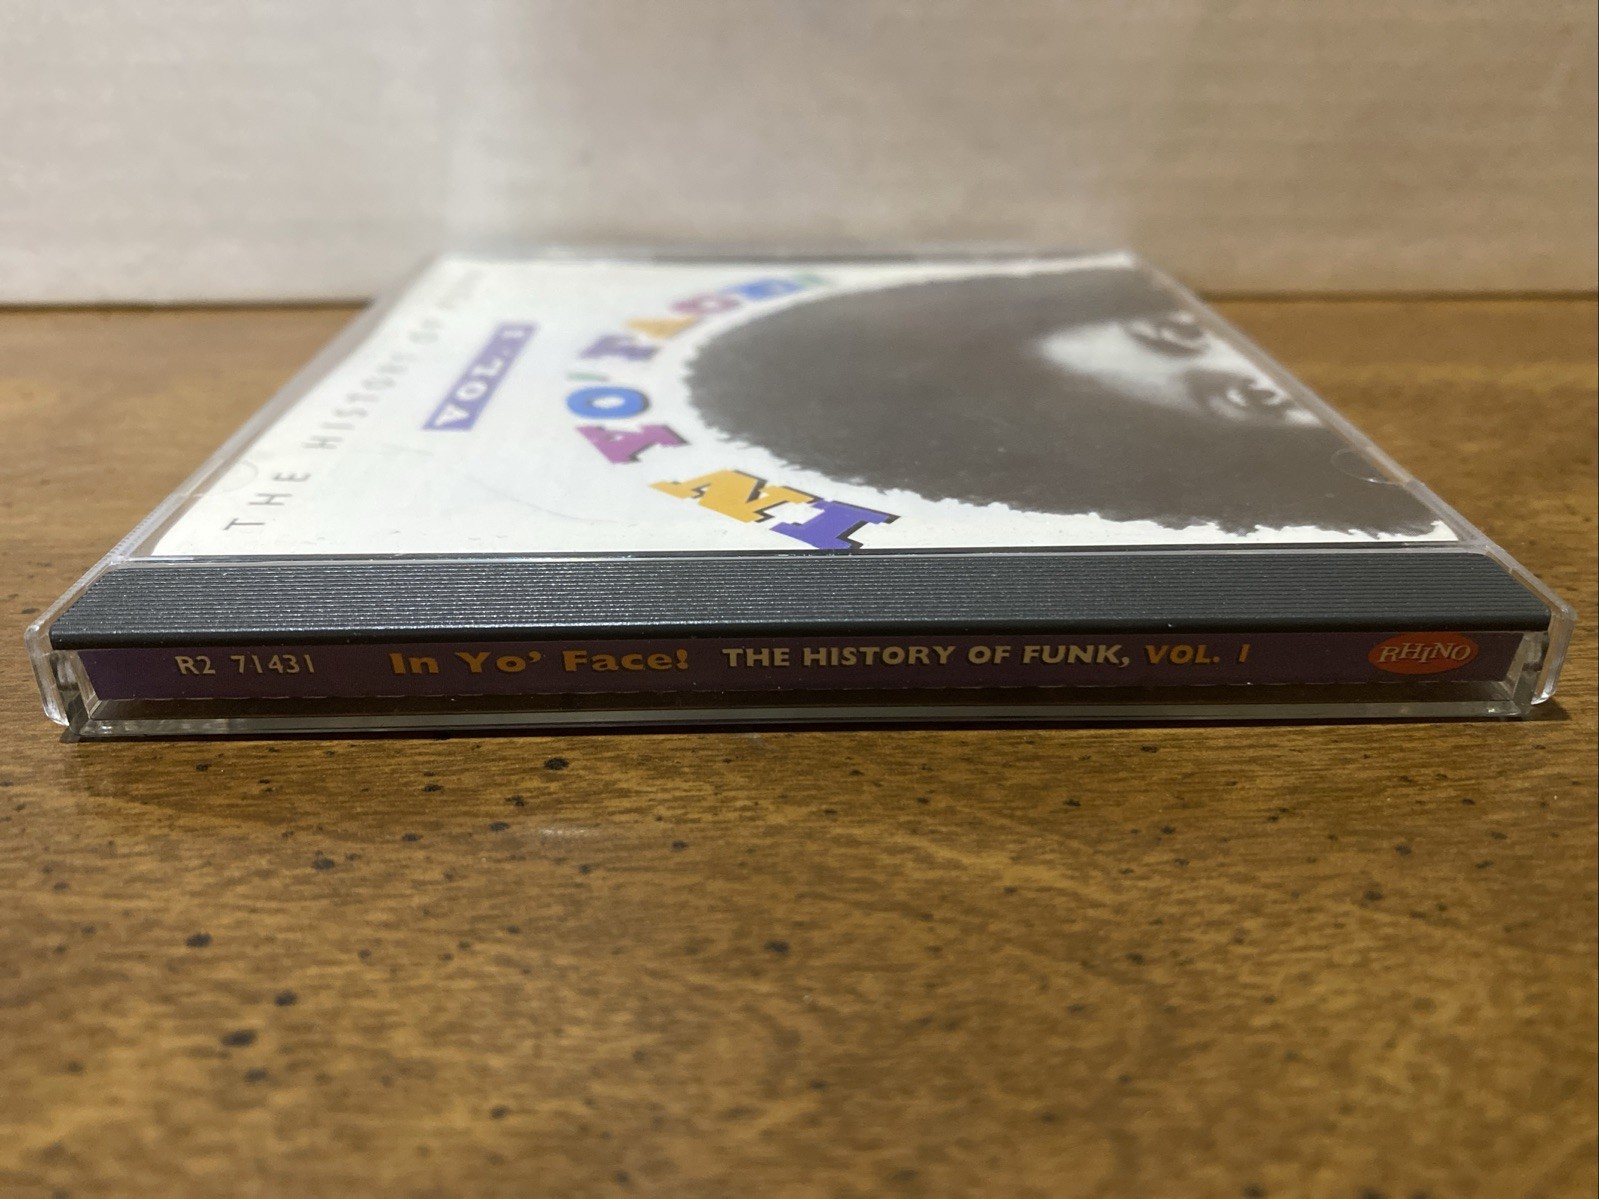 THE HISTORY OF FUNK
VOL. 1
IN YO' FACE!
R2 71431 In Yo' Face! THE HISTORY OF FUNK, VOL. 1 RHINO